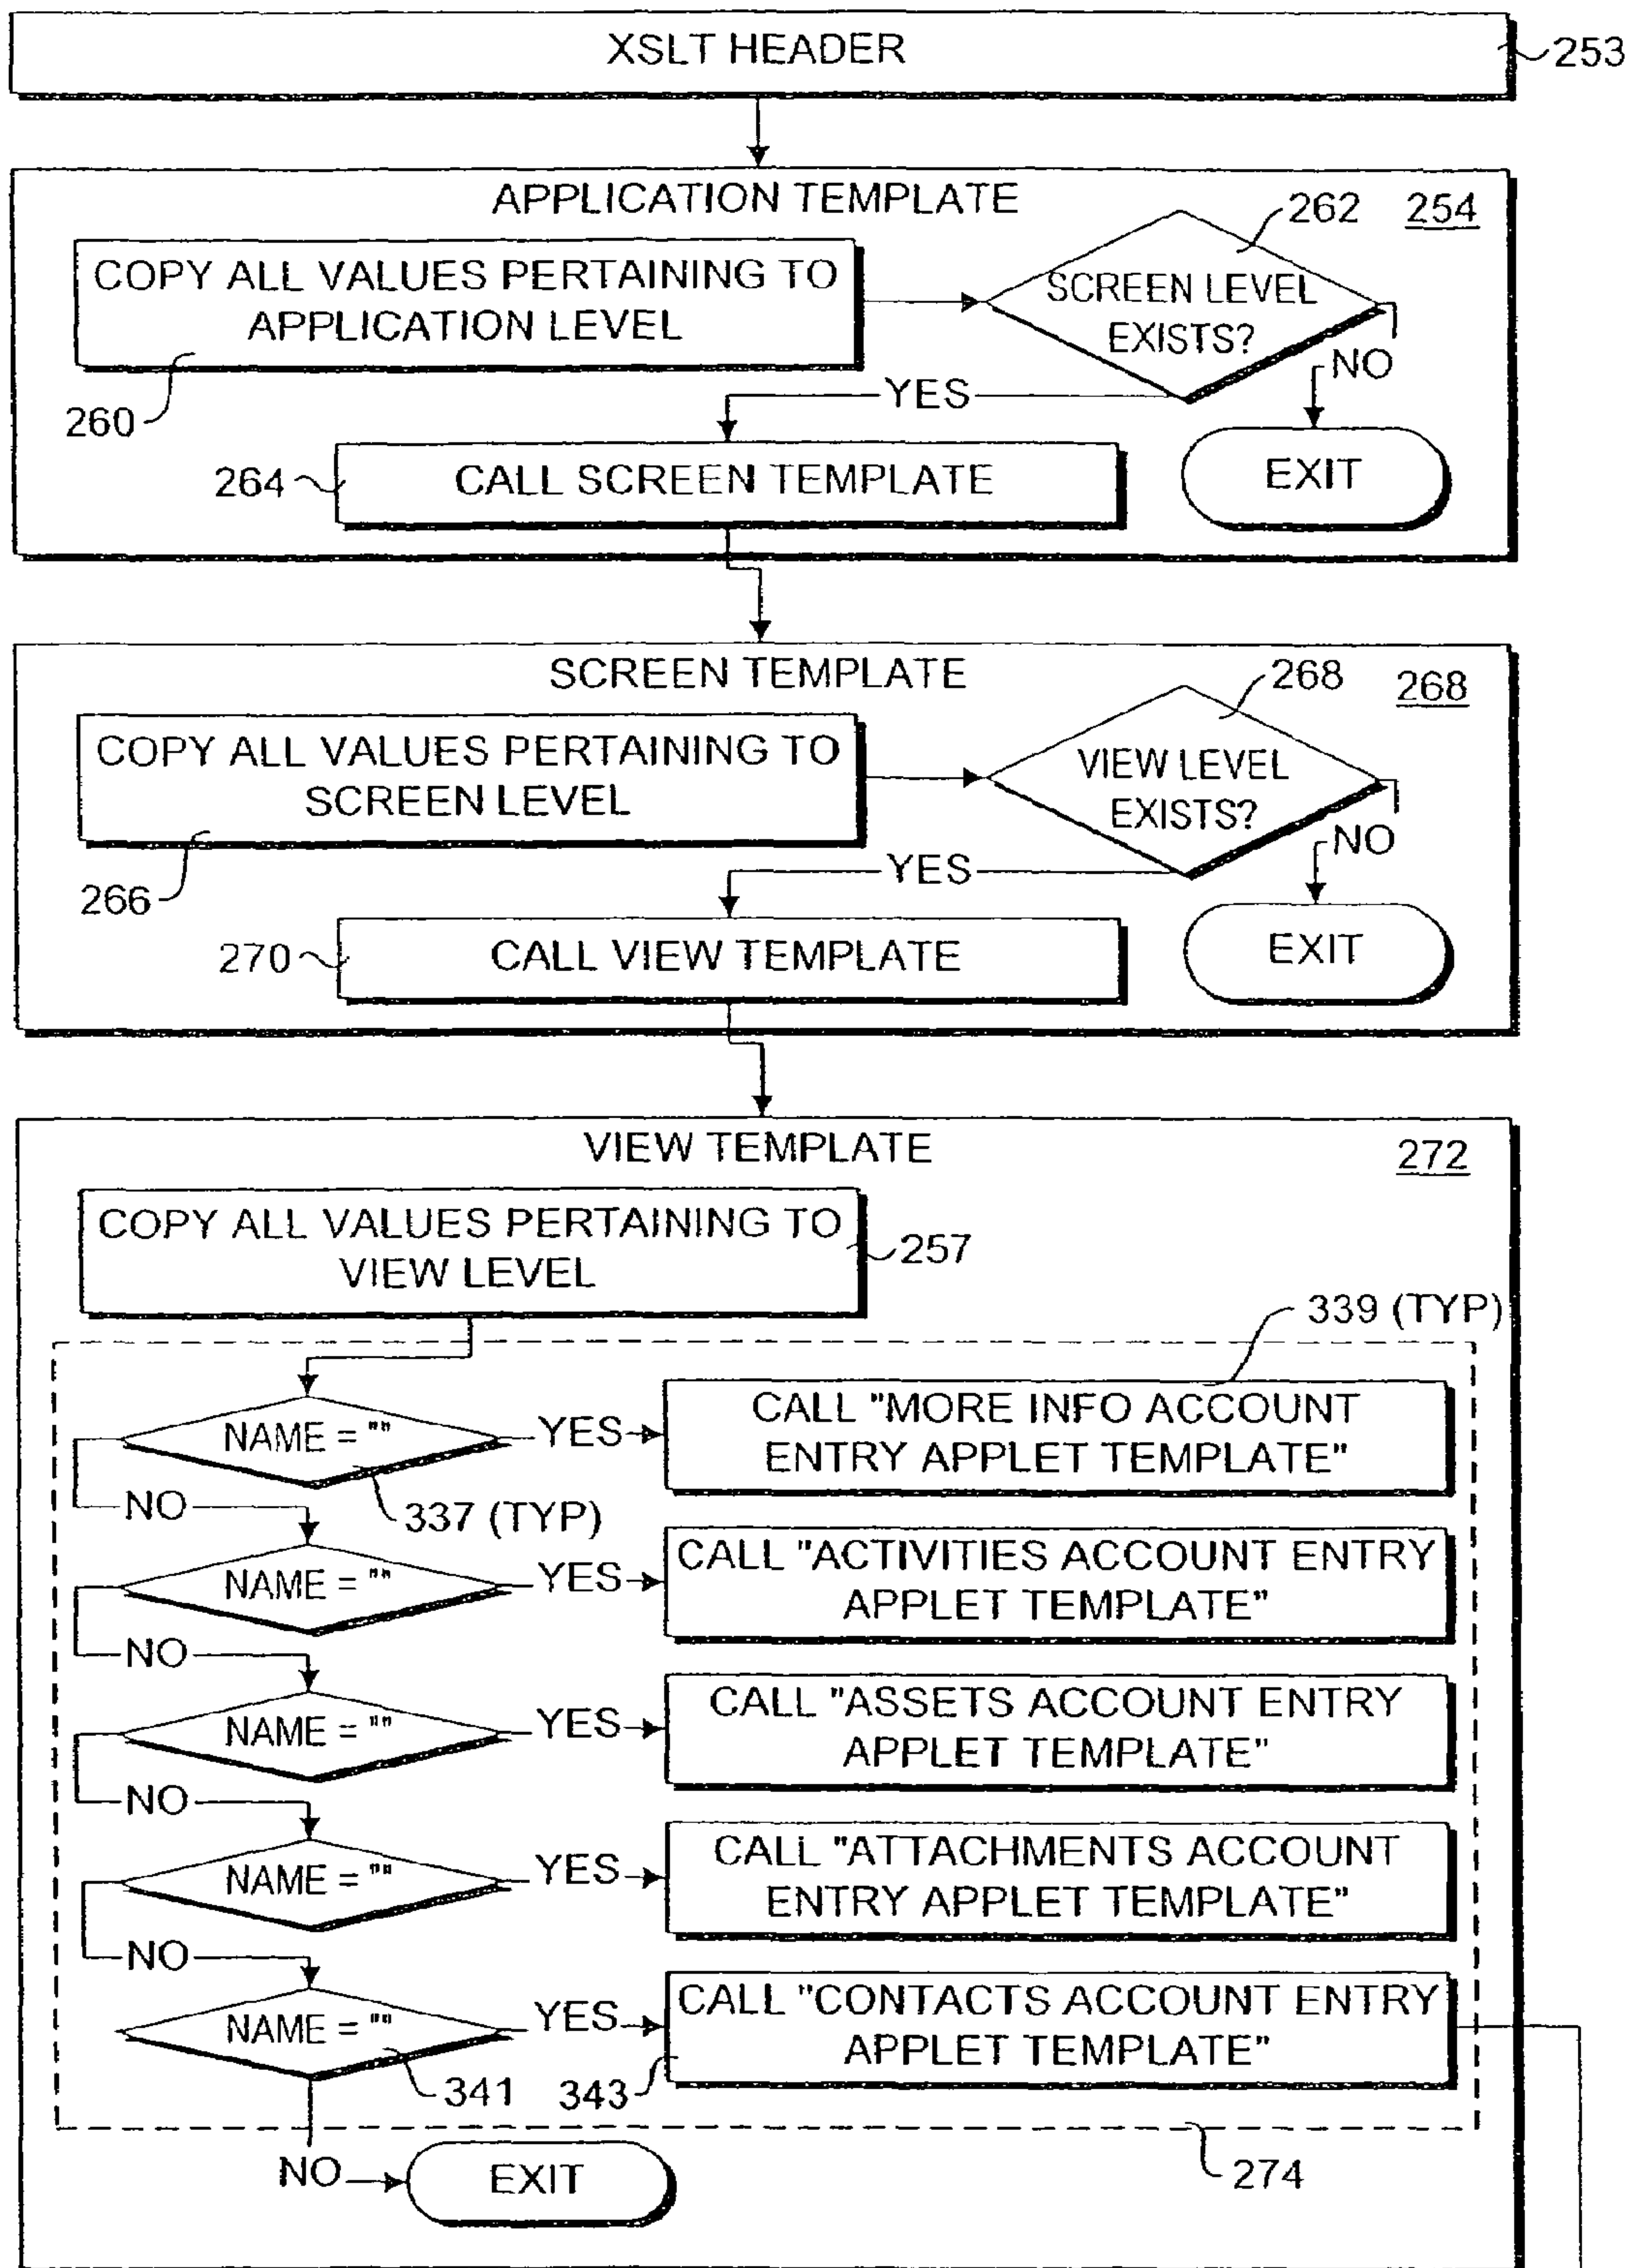 XSLT HEADER
253
APPLICATION TEMPLATE
262
254
COPY ALL VALUES PERTAINING TO
APPLICATION LEVEL
SCREEN LEVEL
EXISTS?
NO
260
YES
264
CALL SCREEN TEMPLATE
EXIT
SCREEN TEMPLATE
268
268
COPY ALL VALUES PERTAINING TO
SCREEN LEVEL
VIEW LEVEL
EXISTS?
NO
266
YES
270
CALL VIEW TEMPLATE
EXIT
VIEW TEMPLATE
272
COPY ALL VALUES PERTAINING TO
VIEW LEVEL
257
339 (TYP)
NAME = ""
YES
CALL "MORE INFO ACCOUNT
ENTRY APPLET TEMPLATE"
NO
337 (TYP)
NAME = ""
YES
CALL "ACTIVITIES ACCOUNT ENTRY
APPLET TEMPLATE"
NO
NAME = ""
YES
CALL "ASSETS ACCOUNT ENTRY
APPLET TEMPLATE"
NO
NAME = ""
YES
CALL "ATTACHMENTS ACCOUNT
ENTRY APPLET TEMPLATE"
NO
NAME = ""
YES
CALL "CONTACTS ACCOUNT ENTRY
APPLET TEMPLATE"
341
343
NO
EXIT
274